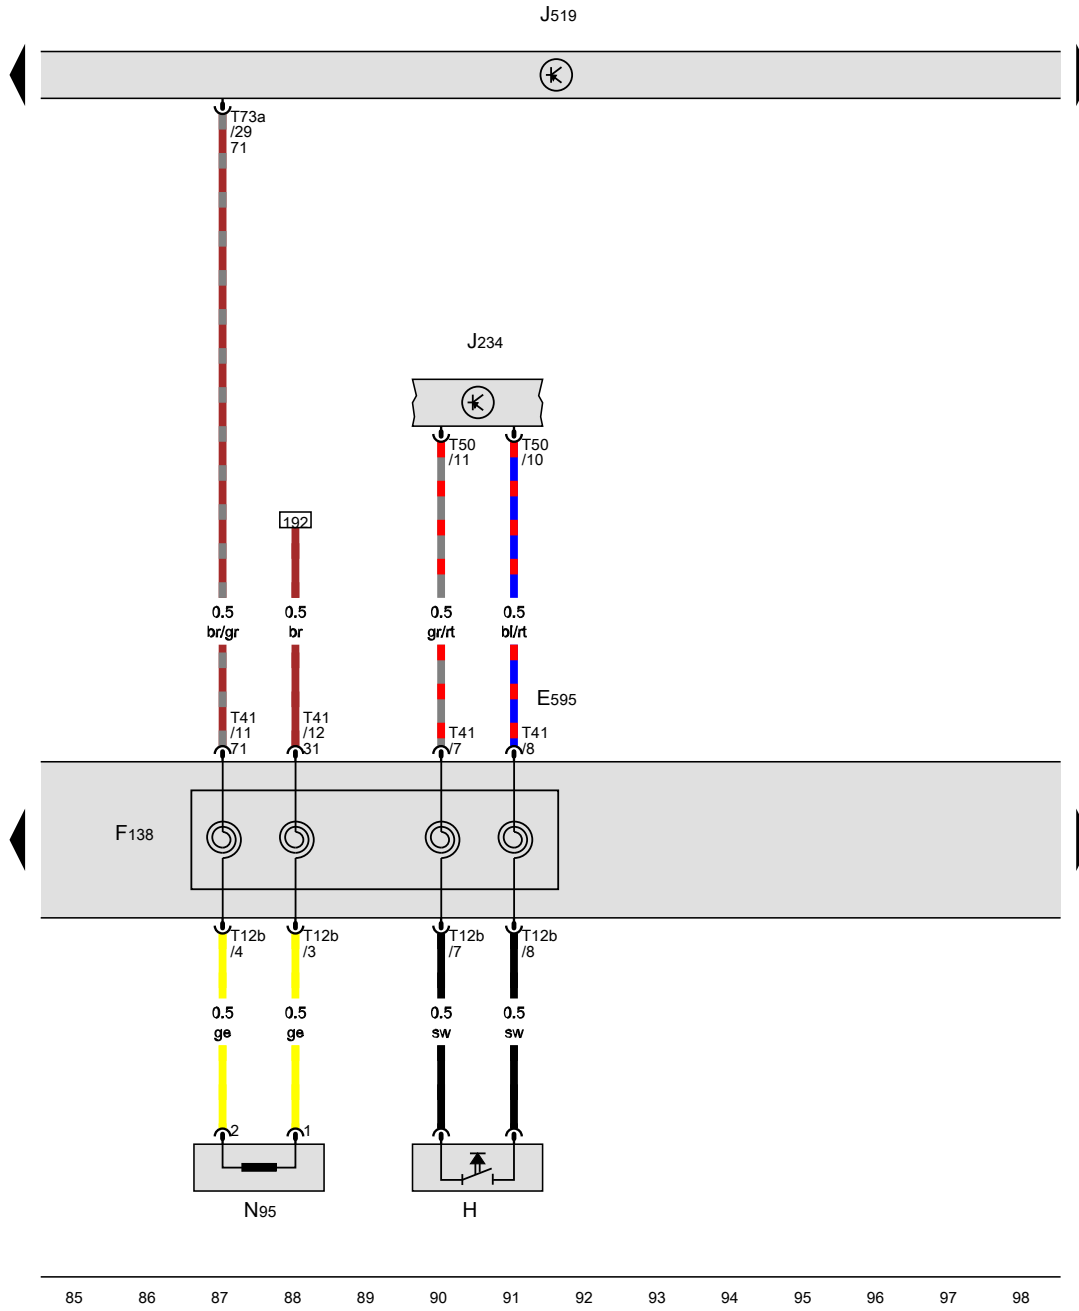 J519
T73a
/29
71
J234
T50
/11
T50
/10
192
0.5
br/gr
0.5
br
0.5
gr/rt
0.5
bl/rt
E595
T41
/11
71
T41
/12
31
T41
/7
T41
/8
F138
T12b
/4
T12b
/3
T12b
/7
T12b
/8
0.5
ge
0.5
ge
0.5
sw
0.5
sw
2
1
N95
H
85 86 87 88 89 90 91 92 93 94 95 96 97 98